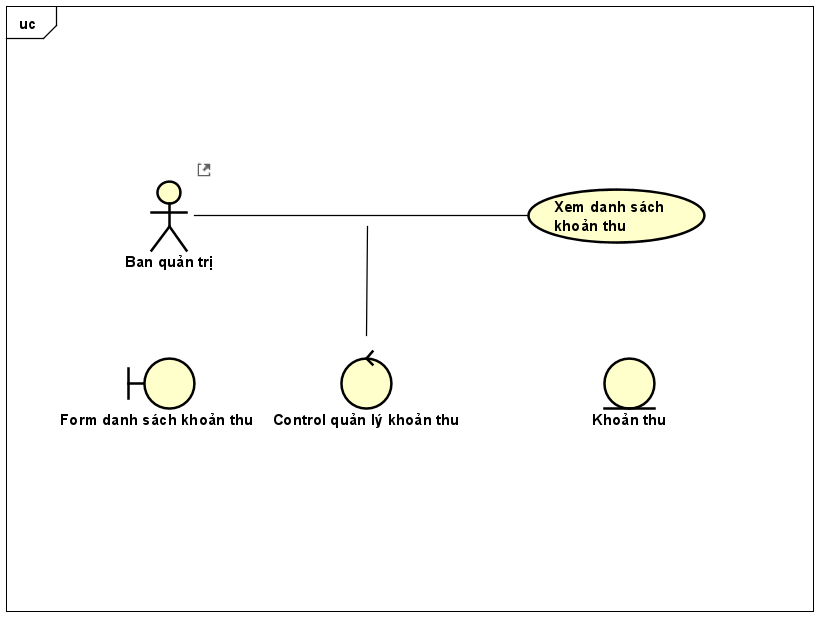 uc
Xem danh sách
khoản thu
Ban quản trị
Form danh sách khoản thu
Control quản lý khoản thu
Khoản thu